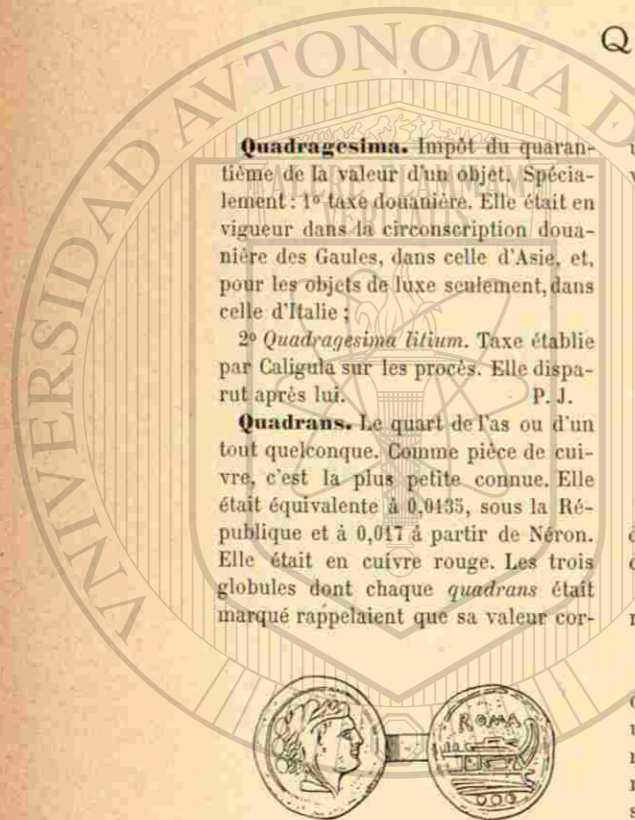 Q
Quadragesima. Impôt du quaran-
tième de la valeur d'un objet. Spécia-
lement : 1º taxe douanière. Elle était en
vigueur dans la circonscription doua-
nière des Gaules, dans celle d'Asie, et,
pour les objets de luxe seulement, dans
celle d'Italie ;
2º Quadragesima litium. Taxe établie
par Caligula sur les procès. Elle dispa-
rut après lui. P. J.
Quadrans. Le quart de l'as ou d'un
tout quelconque. Comme pièce de cui-
vre, c'est la plus petite connue. Elle
était équivalente à 0,0135, sous la Ré-
publique et à 0,017 à partir de Néron.
Elle était en cuivre rouge. Les trois
globules dont chaque quadrans était
marqué rappelaient que sa valeur cor-
ROMA
UNIVERSIDAD AUTONOMA D
VERITATIS